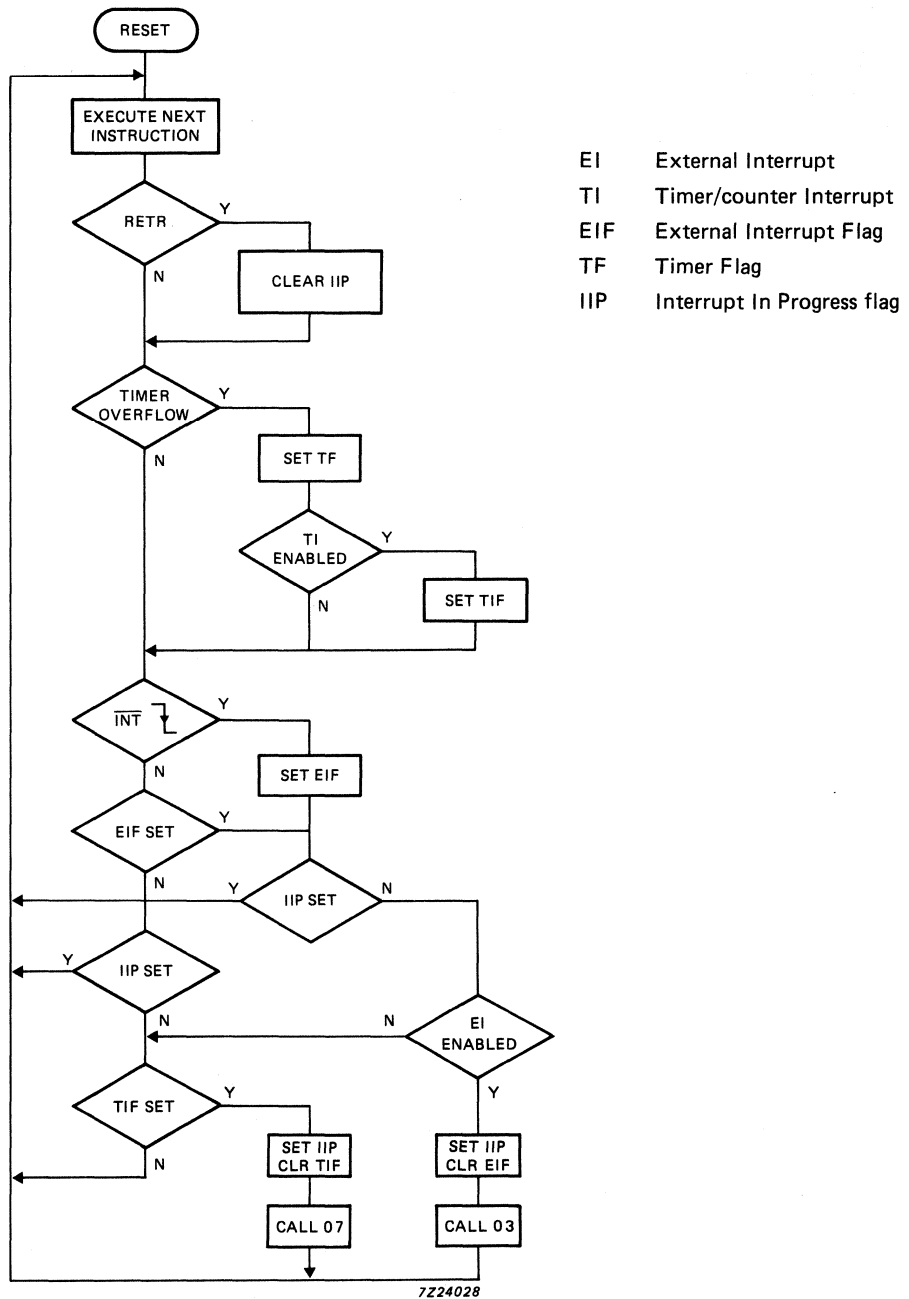 RESET
EXECUTE NEXT
INSTRUCTION
EI External Interrupt
TI Timer/counter Interrupt
EIF External Interrupt Flag
TF Timer Flag
IIP Interrupt In Progress flag
RETR
Y
N
CLEAR IIP
TIMER
OVERFLOW
Y
N
SET TF
TI
ENABLED
Y
N
SET TIF
INT
Y
N
SET EIF
EIF SET
Y
N
IIP SET
Y
N
IIP SET
Y
N
EI
ENABLED
N
Y
TIF SET
Y
N
SET IIP
CLR TIF
SET IIP
CLR EIF
CALL 07
CALL 03
7Z24028